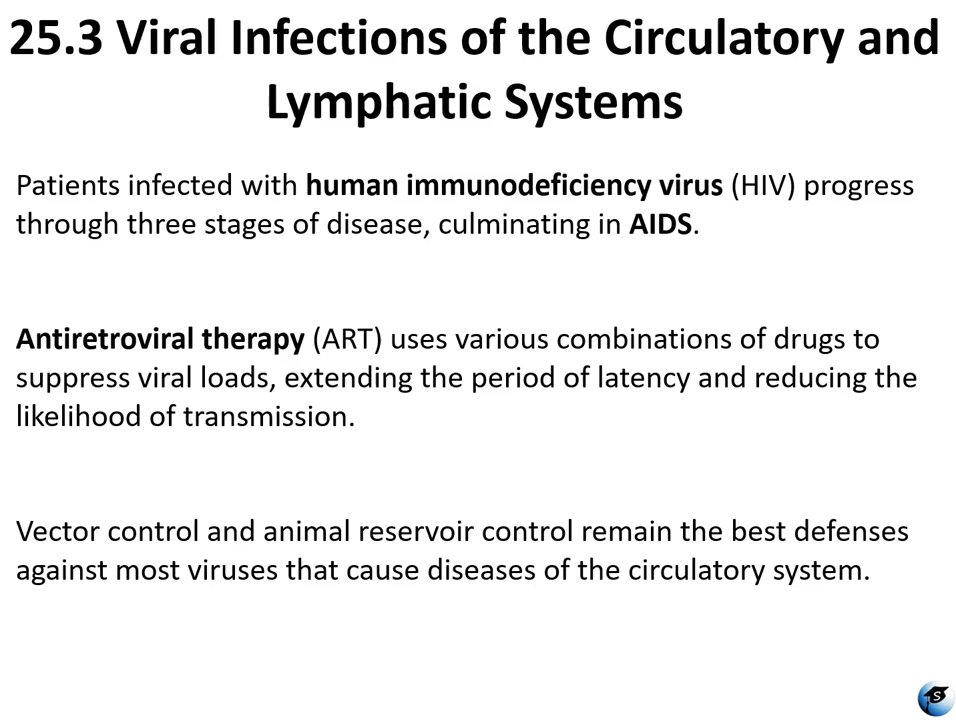 25.3 Viral Infections of the Circulatory and
Lymphatic Systems
Patients infected with human immunodeficiency virus (HIV) progress
through three stages of disease, culminating in AIDS.
Antiretroviral therapy (ART) uses various combinations of drugs to
suppress viral loads, extending the period of latency and reducing the
likelihood of transmission.
Vector control and animal reservoir control remain the best defenses
against most viruses that cause diseases of the circulatory system.
S